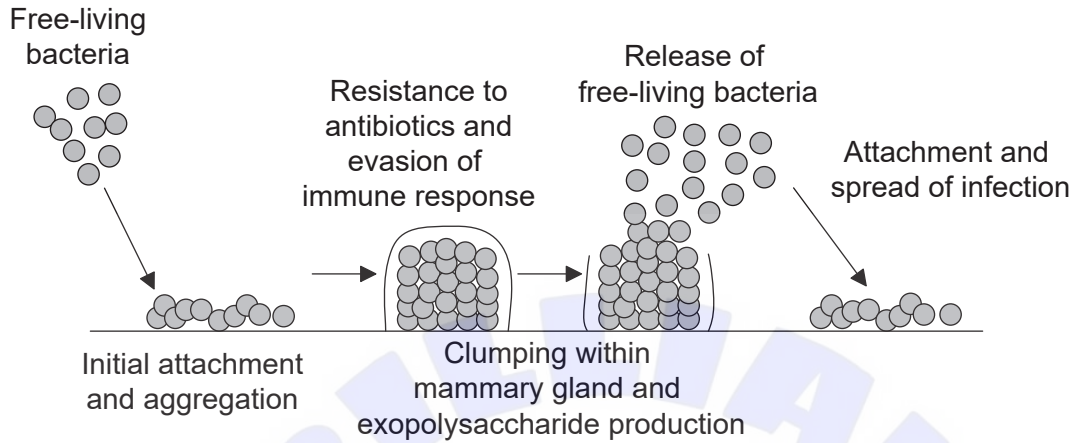 Free-living
bacteria
Initial attachment
and aggregation
Resistance to
antibiotics and
evasion of
immune response
Clumping within
mammary gland and
exopolysaccharide production
Release of
free-living bacteria
Attachment and
spread of infection